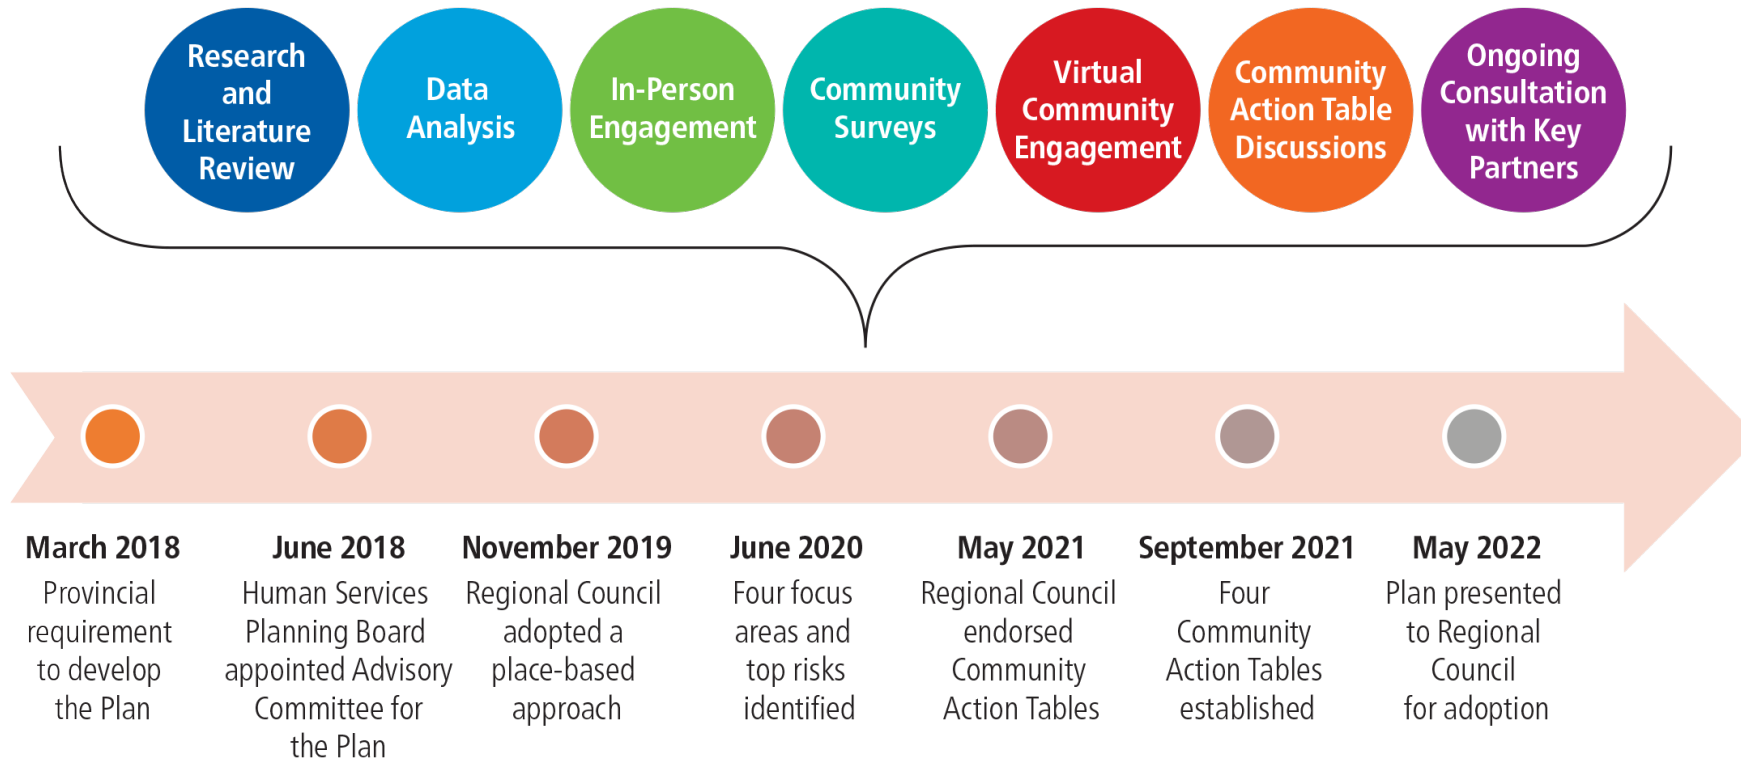 Research
and
Literature
Review
Data
Analysis
In-Person
Engagement
Community
Surveys
Virtual
Community
Engagement
Community
Action Table
Discussions
Ongoing
Consultation
with Key
Partners
March 2018
Provincial
requirement
to develop
the Plan
June 2018
Human Services
Planning Board
appointed Advisory
Committee for
the Plan
November 2019
Regional Council
adopted a
place-based
approach
June 2020
Four focus
areas and
top risks
identified
May 2021
Regional Council
endorsed
Community
Action Tables
September 2021
Four
Community
Action Tables
established
May 2022
Plan presented
to Regional
Council
for adoption